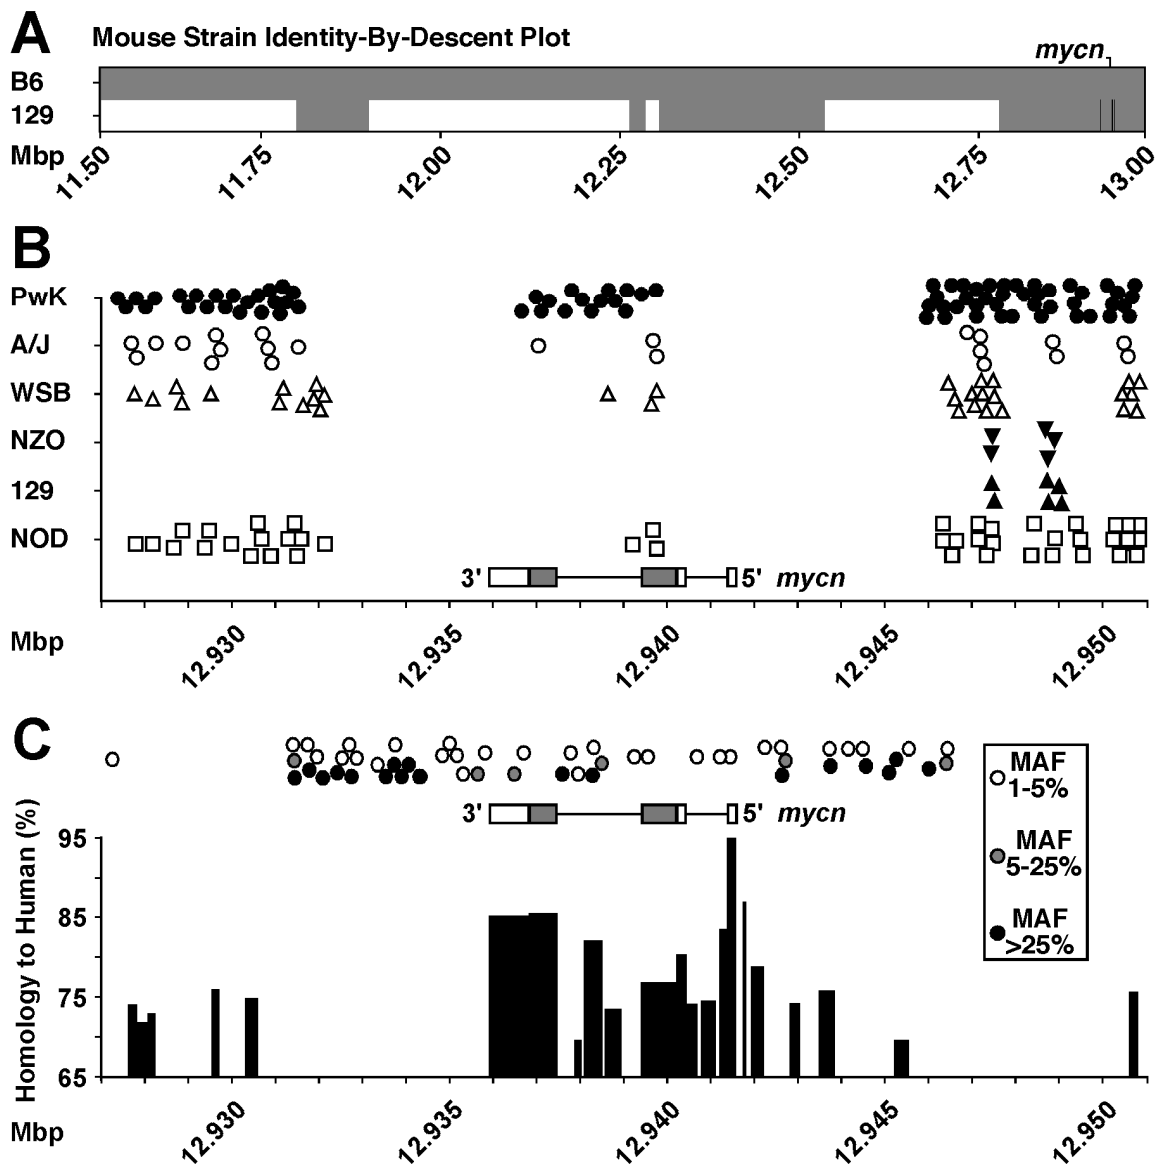 A
Mouse Strain Identity-By-Descent Plot
mycn
B6
129
Mbp
11.50 11.75 12.00 12.25 12.50 12.75 13.00
B
PwK
A/J
WSB
NZO
129
NOD
3' 5' mycn
Mbp
12.930 12.935 12.940 12.945 12.950
C
MAF
1-5%
MAF
5-25%
MAF
>25%
3' 5' mycn
Homology to Human (%)
95
85
75
65
Mbp
12.930 12.935 12.940 12.945 12.950